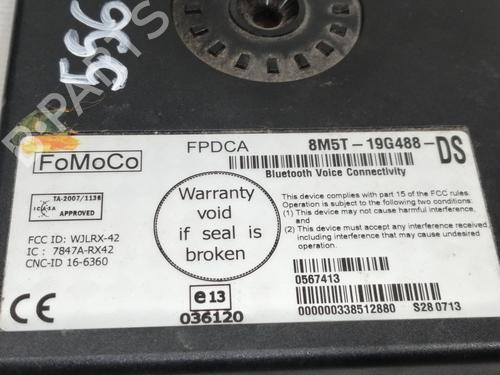 556
B-PARTS
FoMoCo
FPDCA
8M5T-19G488-DS
Bluetooth Voice Connectivity
ICASA
TA-2007/1136
APPROVED
FCC ID: WJLRX-42
IC : 7847A-RX42
CNC-ID 16-6360
Warranty
void
if seal is
broken
This device complies with part 15 of the FCC rules.
Operation is subject to the following two conditions:
(1) This device may not cause harmful interference,
and
(2) This device must accept any interference received,
including interference that may cause undesired
operation.
CE
e13
036120
0567413
000000338512880
S28 0713